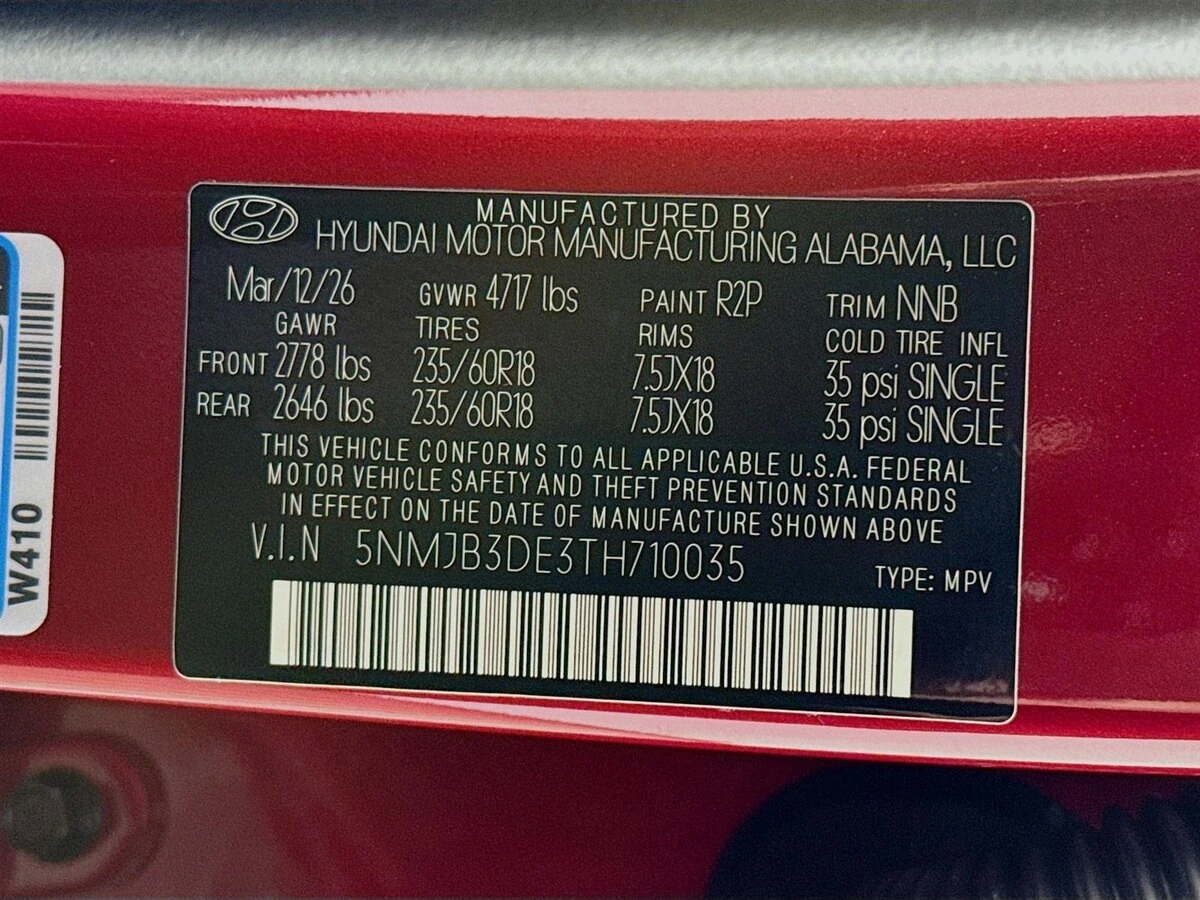 MANUFACTURED BY
HYUNDAI MOTOR MANUFACTURING ALABAMA, LLC
Mar/12/26 GVWR 4717 lbs PAINT R2P TRIM NNB
GAWR TIRES RIMS COLD TIRE INFL
FRONT 2778 lbs 235/60R18 7.5JX18 35 psi SINGLE
REAR 2646 lbs 235/60R18 7.5JX18 35 psi SINGLE
THIS VEHICLE CONFORMS TO ALL APPLICABLE U.S.A. FEDERAL
MOTOR VEHICLE SAFETY AND THEFT PREVENTION STANDARDS
IN EFFECT ON THE DATE OF MANUFACTURE SHOWN ABOVE
V.I.N 5NMJB3DE3TH710035
TYPE: MPV
W410